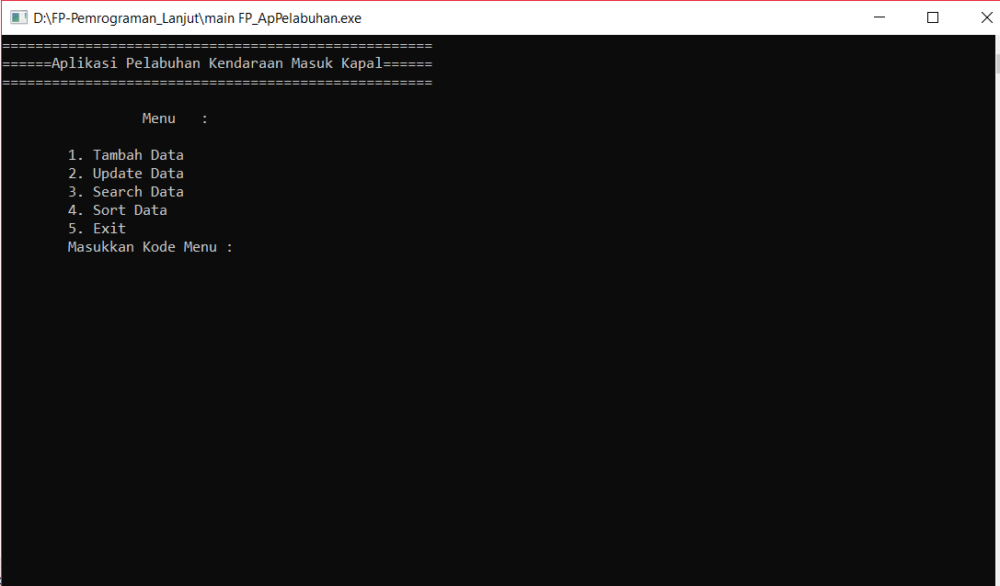 D:\FP-Pemrograman_Lanjut\main FP_ApPelabuhan.exe
====================================================
======Aplikasi Pelabuhan Kendaraan Masuk Kapal======
====================================================
Menu   :
1. Tambah Data
2. Update Data
3. Search Data
4. Sort Data
5. Exit
Masukkan Kode Menu :